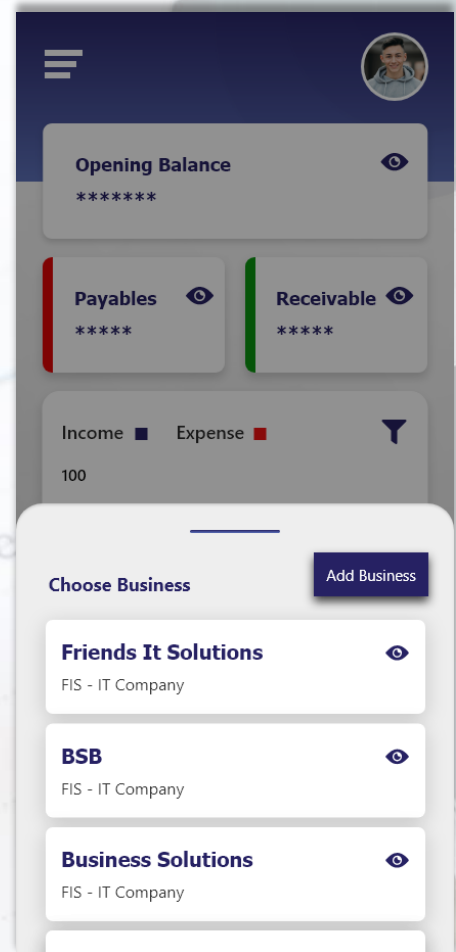 Opening Balance
*******
Payables
*****
Receivable
*****
Income
Expense
100
Choose Business
Add Business
Friends It Solutions
FIS - IT Company
BSB
FIS - IT Company
Business Solutions
FIS - IT Company